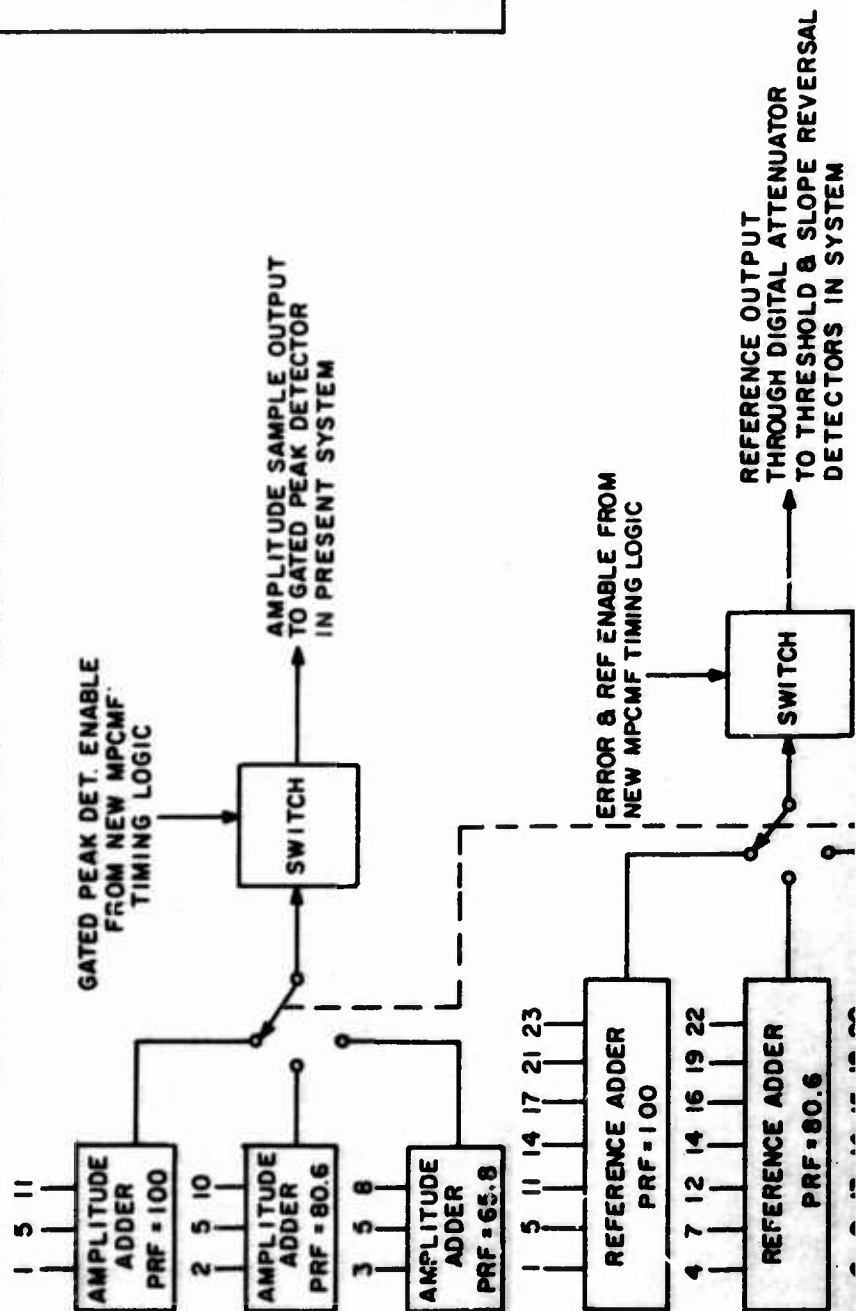 GATED PEAK DET. ENABLE
FROM NEW MPCMF
TIMING LOGIC
1 5 11
AMPLITUDE
ADDER
PRF=100
2 5 10
AMPLITUDE
ADDER
PRF=80.6
3 5 8
AMPLITUDE
ADDER
PRF=65.8
SWITCH
AMPLITUDE SAMPLE OUTPUT
TO GATED PEAK DETECTOR
IN PRESENT SYSTEM
ERROR & REF ENABLE FROM
NEW MPCMF TIMING LOGIC
1 5 11 14 17 21 23
REFERENCE ADDER
PRF=100
4 7 12 14 16 19 22
REFERENCE ADDER
PRF=80.6
SWITCH
REFERENCE OUTPUT
THROUGH DIGITAL ATTENUATOR
TO THRESHOLD & SLOPE REVERSAL
DETECTORS IN SYSTEM